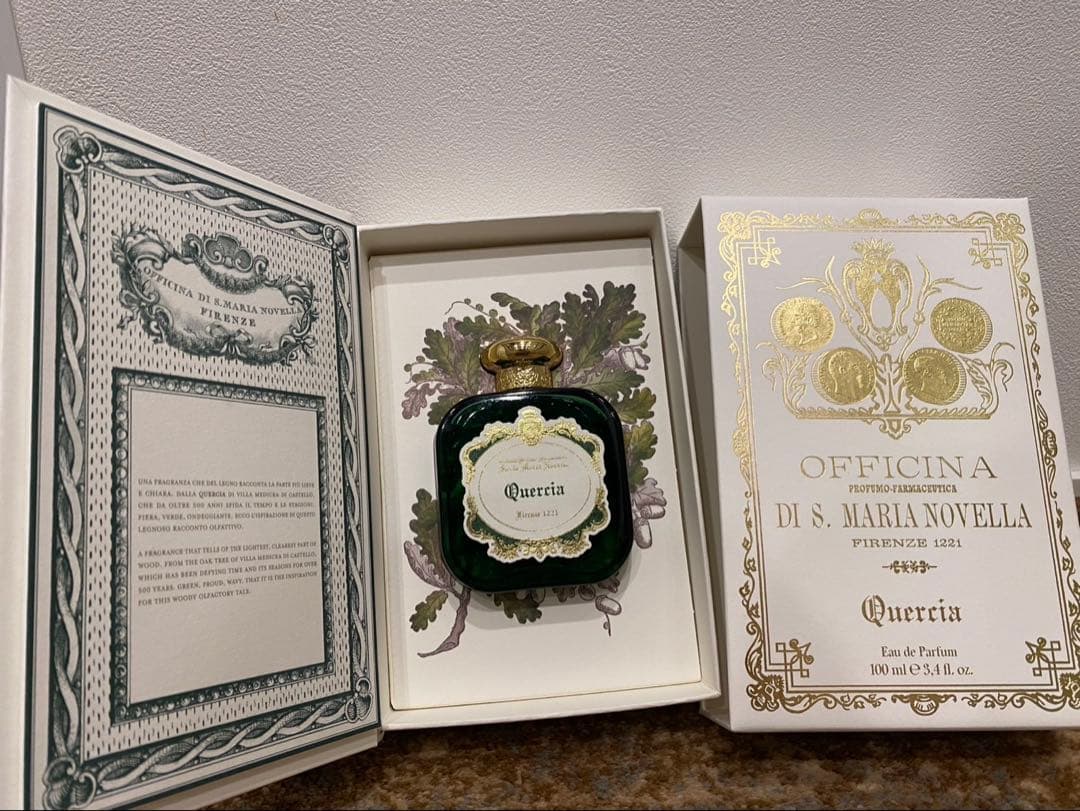 OFFICINA DI S. MARIA NOVELLA
FIRENZE
UNA FRAGRANZA CHE DEL LEGNO RACCONTA LA PARTE PIÙ LIEVE
E CHIARA. DALLA QUERCIA DI VILLA MEDICEA DI CASTELLO,
CHE DA OLTRE 500 ANNI SFIDA IL TEMPO E LE STAGIONI,
FIERA, VERDE, ONDEGGIANTE, ECCO L'ISPIRAZIONE DI QUESTO
LEGNOSO RACCONTO OLFATTIVO.
A FRAGRANCE THAT TELLS OF THE LIGHTEST, CLEAREST PART OF
WOOD. FROM THE OAK TREE OF VILLA MEDICEA DI CASTELLO,
WHICH HAS BEEN DEFYING TIME AND ITS SEASONS FOR OVER
500 YEARS. GREEN, PROUD, WAVY. THAT IT IS THE INSPIRATION
FOR THIS WOODY OLFACTORY TALE.
Santa Maria Novella
Quercia
Firenze 1221
OFFICINA
PROFUMO-FARMACEUTICA
DI S. MARIA NOVELLA
FIRENZE 1221
Quercia
Eau de Parfum
100 ml e 3,4 fl. oz.